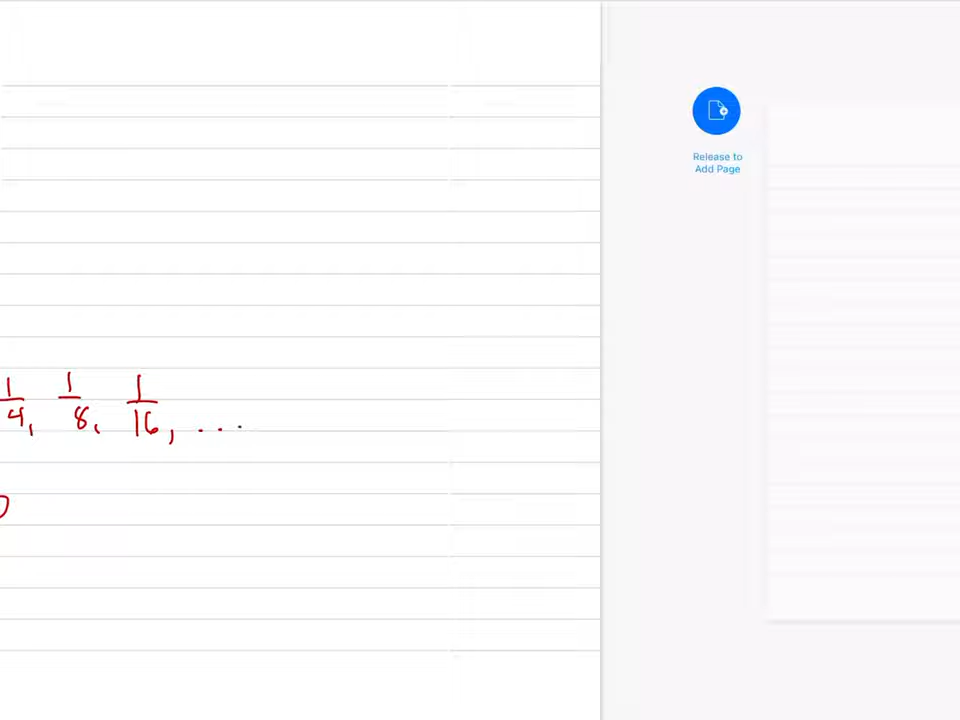 Release to
Add Page
1/4, 1/8, 1/16, ...